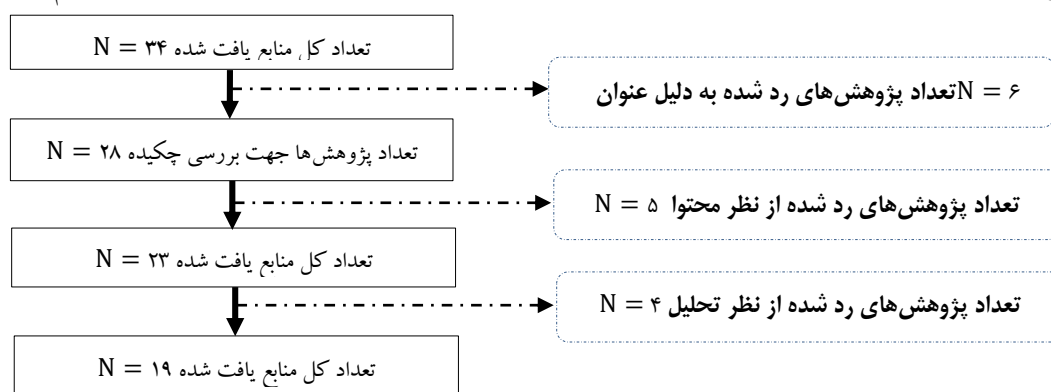 تعداد کل منابع یافت شده N = ۳۴
تعداد پژوهش‌های رد شده به دلیل عنوان N = ۶
تعداد پژوهش‌ها جهت بررسی چکیده N = ۲۸
تعداد پژوهش‌های رد شده از نظر محتوا N = ۵
تعداد کل منابع یافت شده N = ۲۳
تعداد پژوهش‌های رد شده از نظر تحلیل N = ۴
تعداد کل منابع یافت شده N = ۱۹